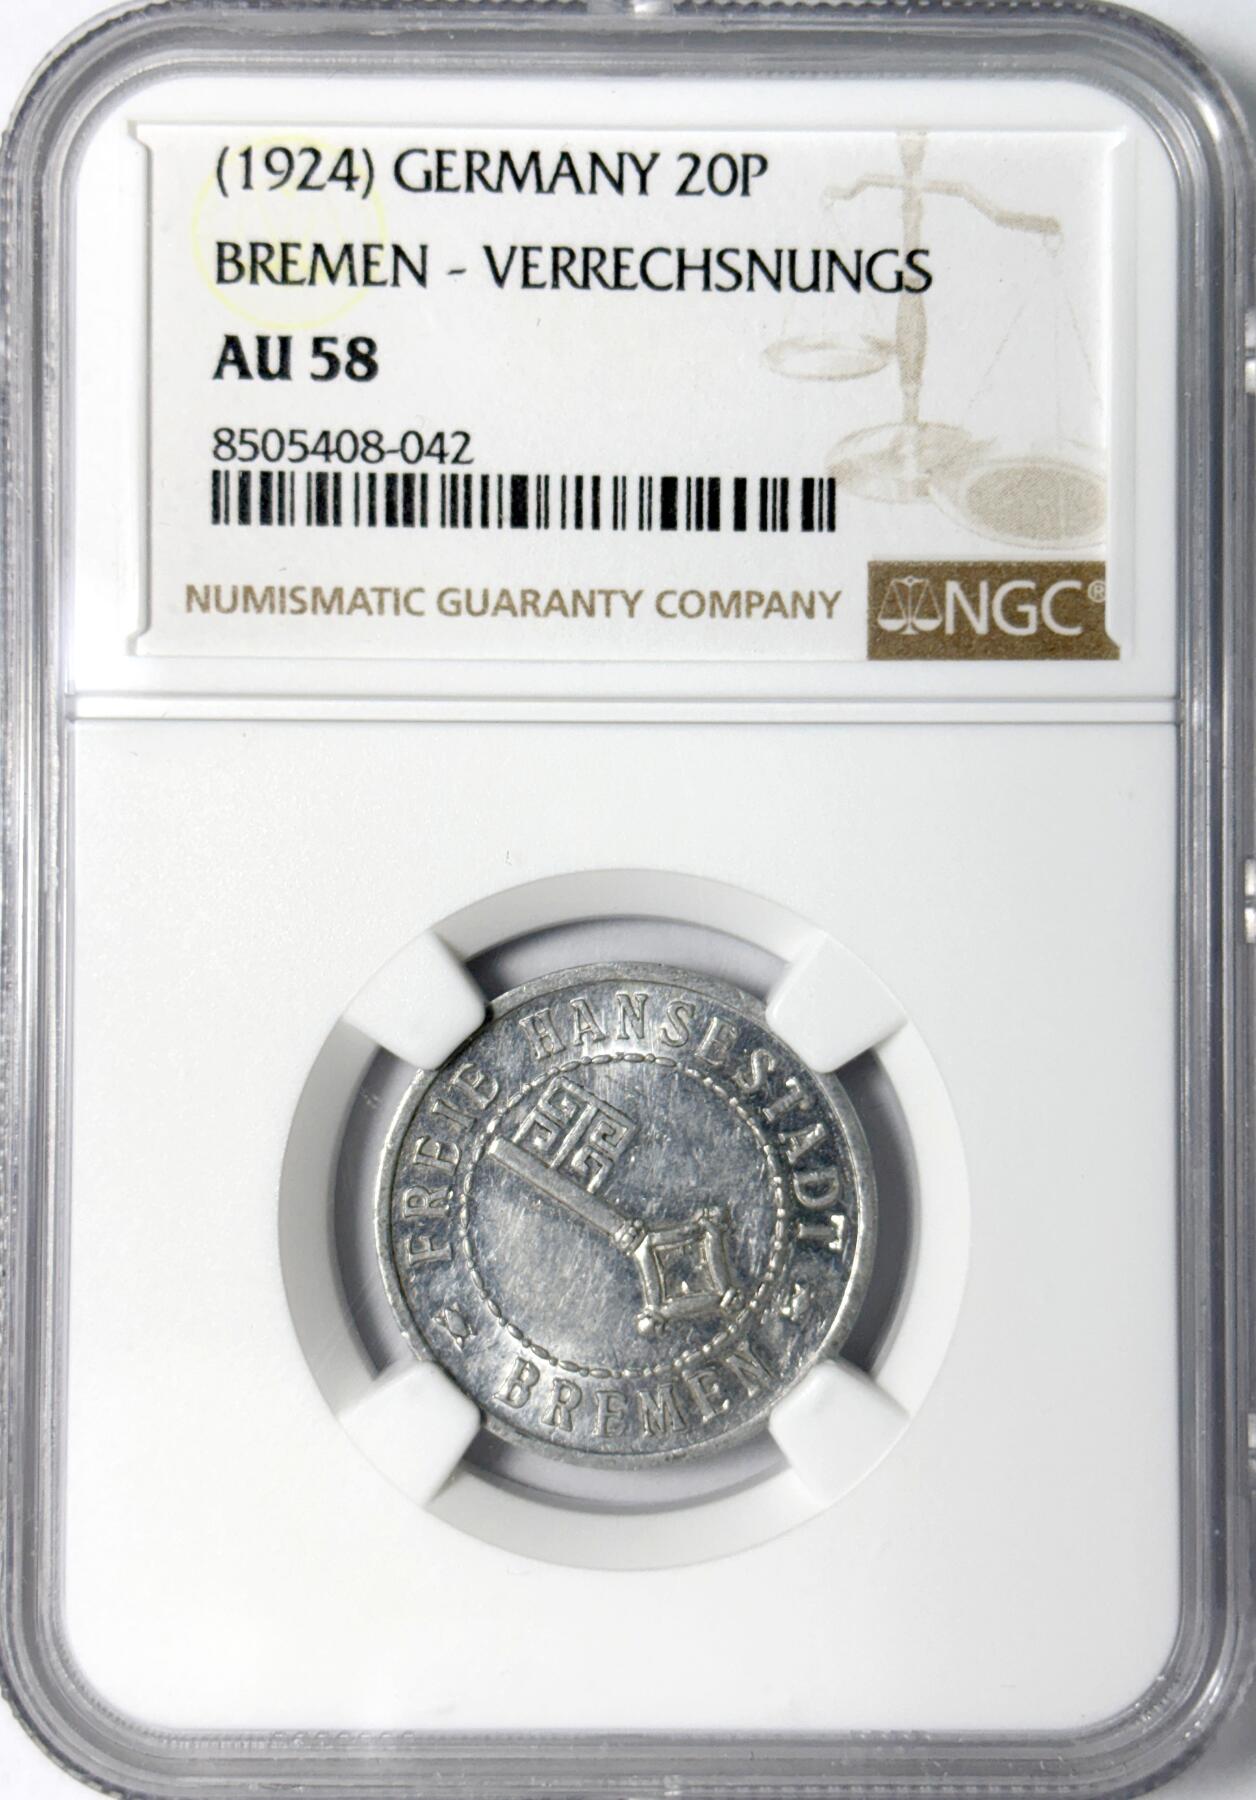 (1924) GERMANY 20P
BREMEN - VERRECHSNUNGS
AU 58
8505408-042
NUMISMATIC GUARANTY COMPANY
NGC®
FREIE HANSESTADT
BREMEN